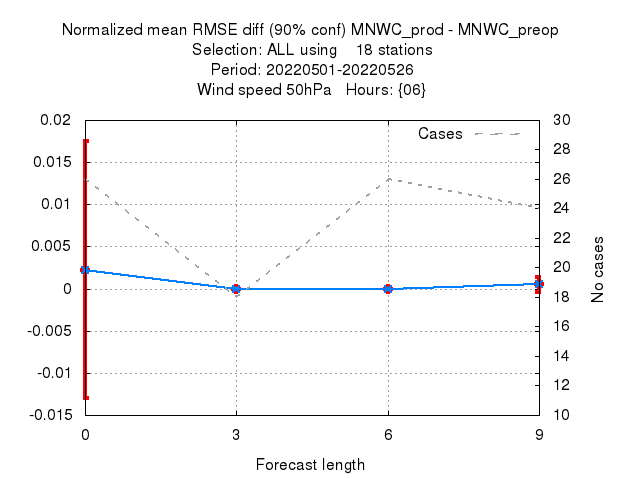 Normalized mean RMSE diff (90% conf) MNWC_prod - MNWC_preop
Selection: ALL using    18 stations
Period: 20220501-20220526
Wind speed 50hPa   Hours: {06}
Cases
0.02
0.015
0.01
0.005
0
-0.005
-0.01
-0.015
30
28
26
24
22
20
18
16
14
12
10
No cases
0 3 6 9
Forecast length